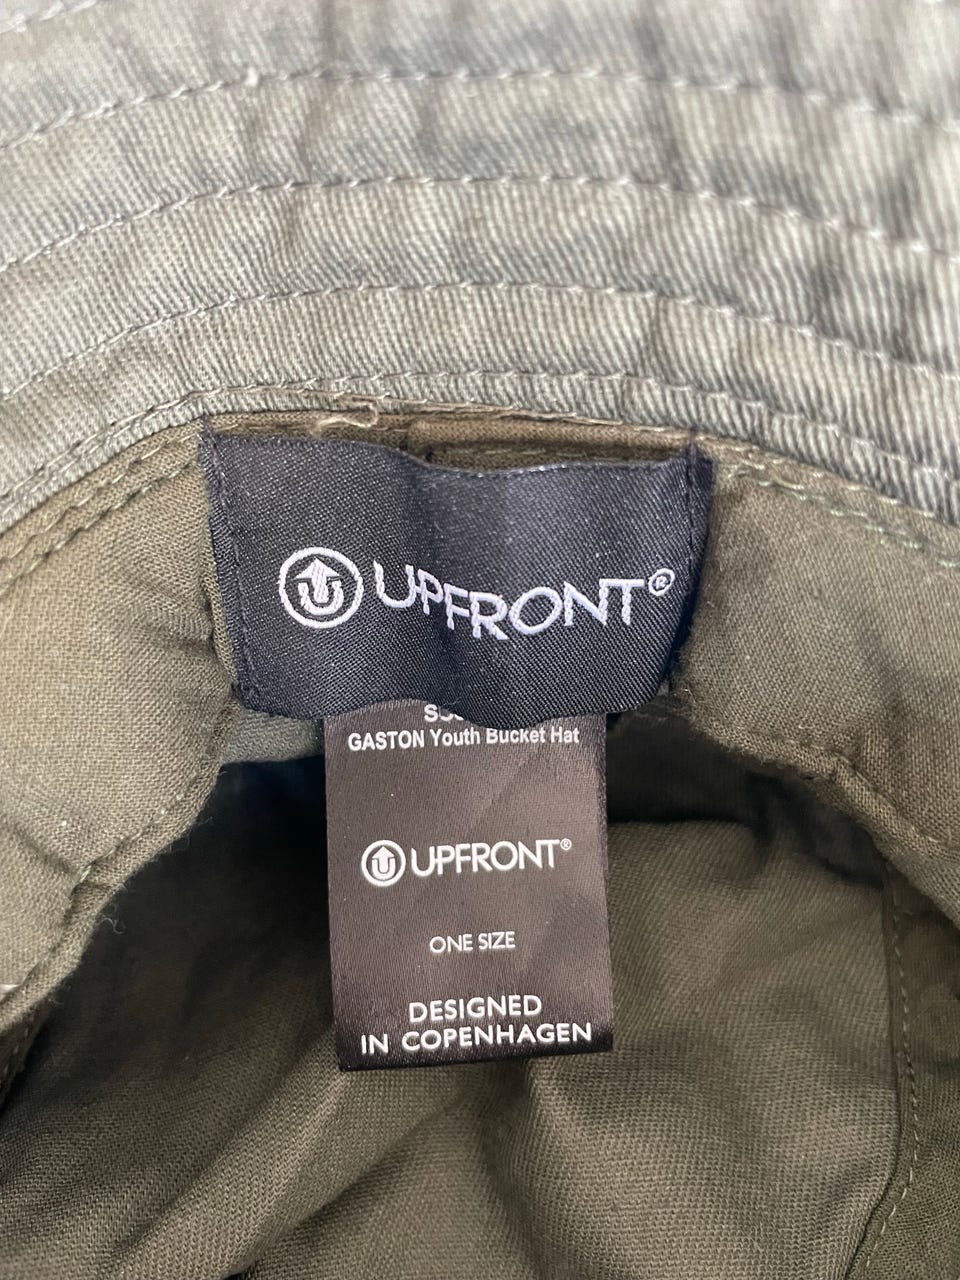 UPFRONT®
GASTON Youth Bucket Hat
UPFRONT®
ONE SIZE
DESIGNED
IN COPENHAGEN